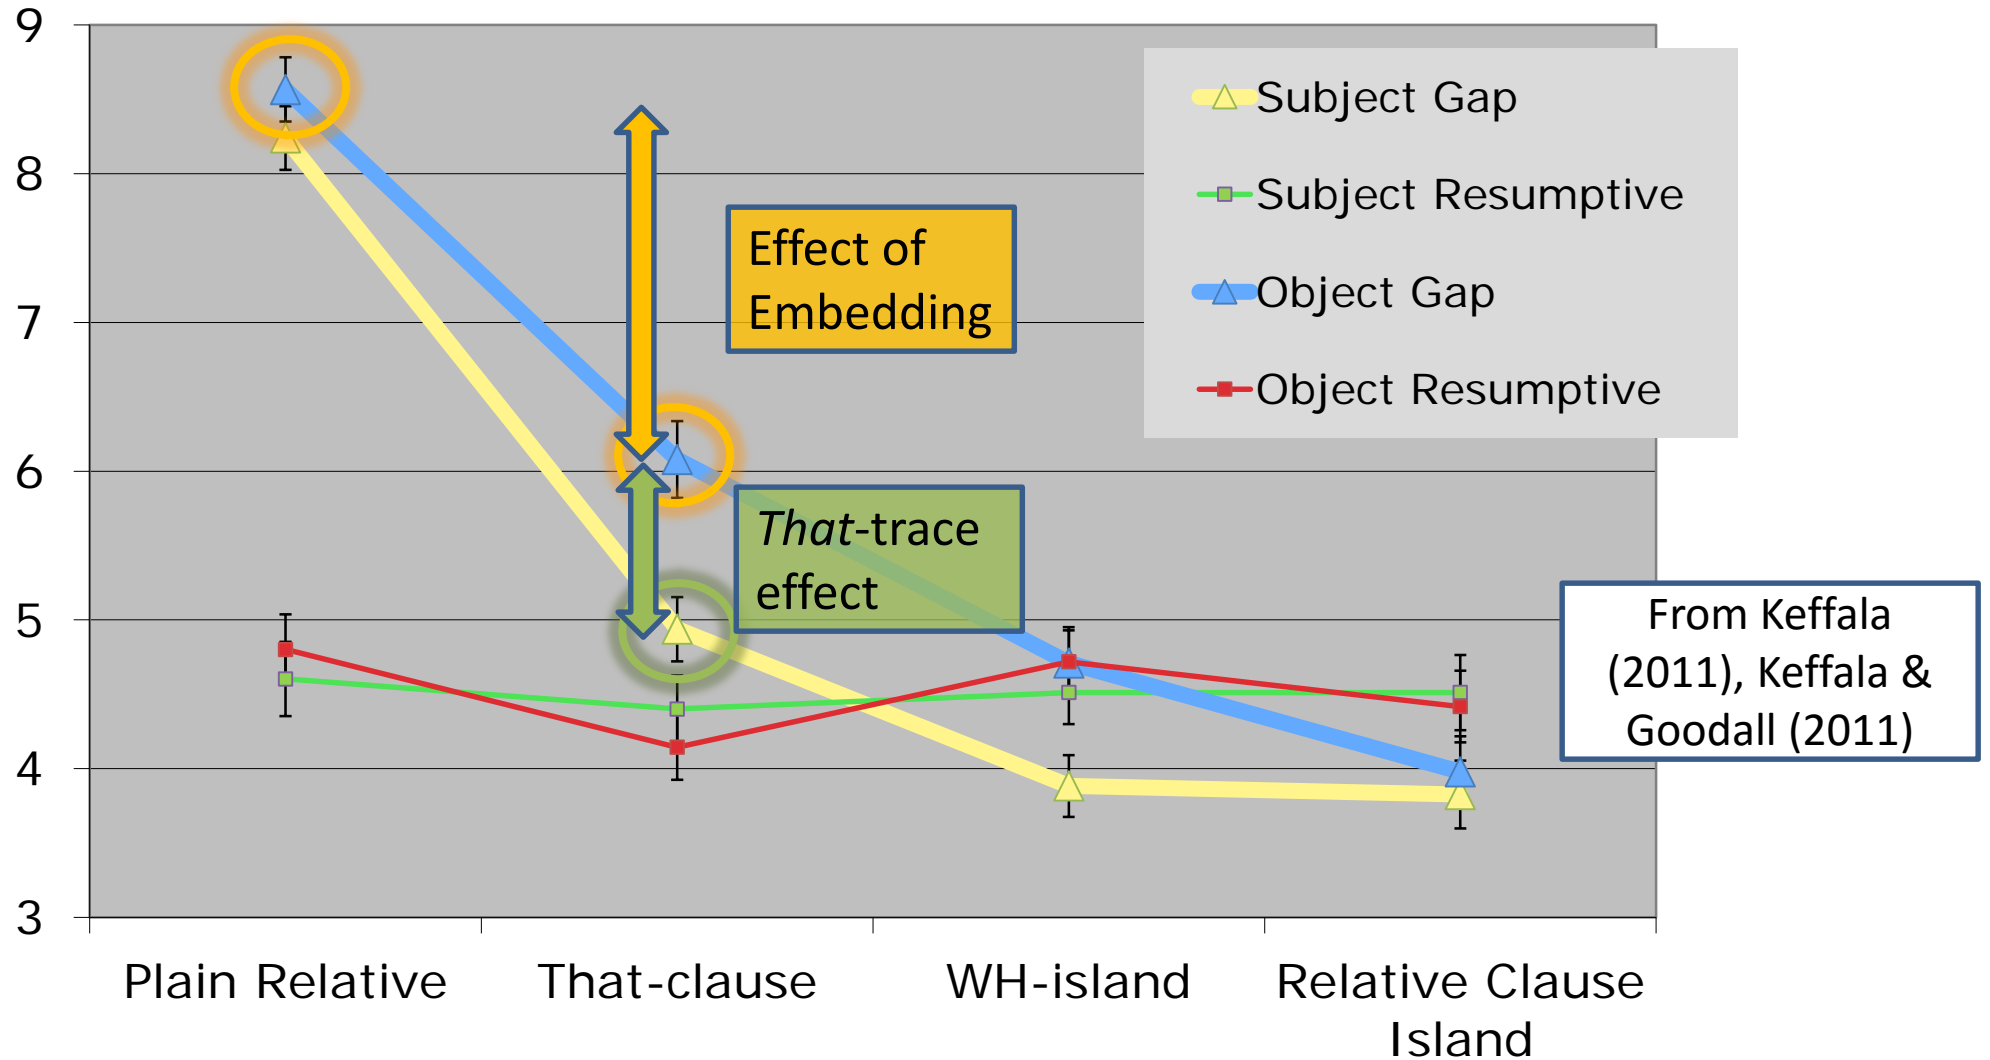 9
8
7
6
5
4
3
Subject Gap
Subject Resumptive
Object Gap
Object Resumptive
Effect of
Embedding
That-trace
effect
From Keffala
(2011), Keffala &
Goodall (2011)
Plain Relative
That-clause
WH-island
Relative Clause
Island